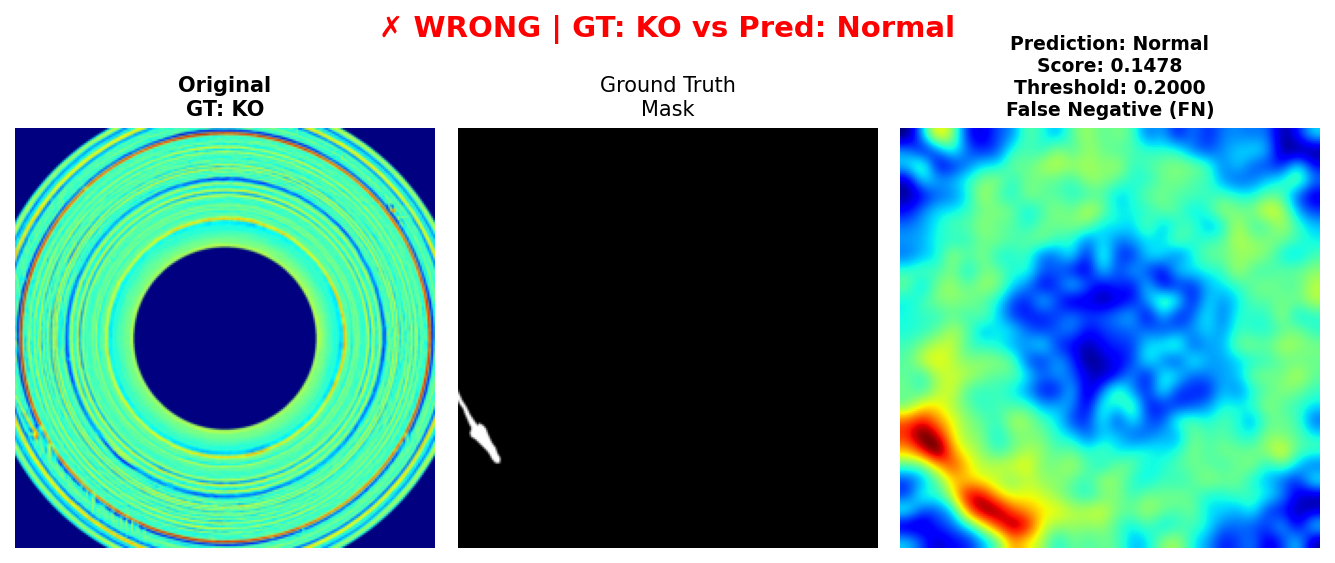 ✗ WRONG | GT: KO vs Pred: Normal
Original
GT: KO
Ground Truth
Mask
Prediction: Normal
Score: 0.1478
Threshold: 0.2000
False Negative (FN)